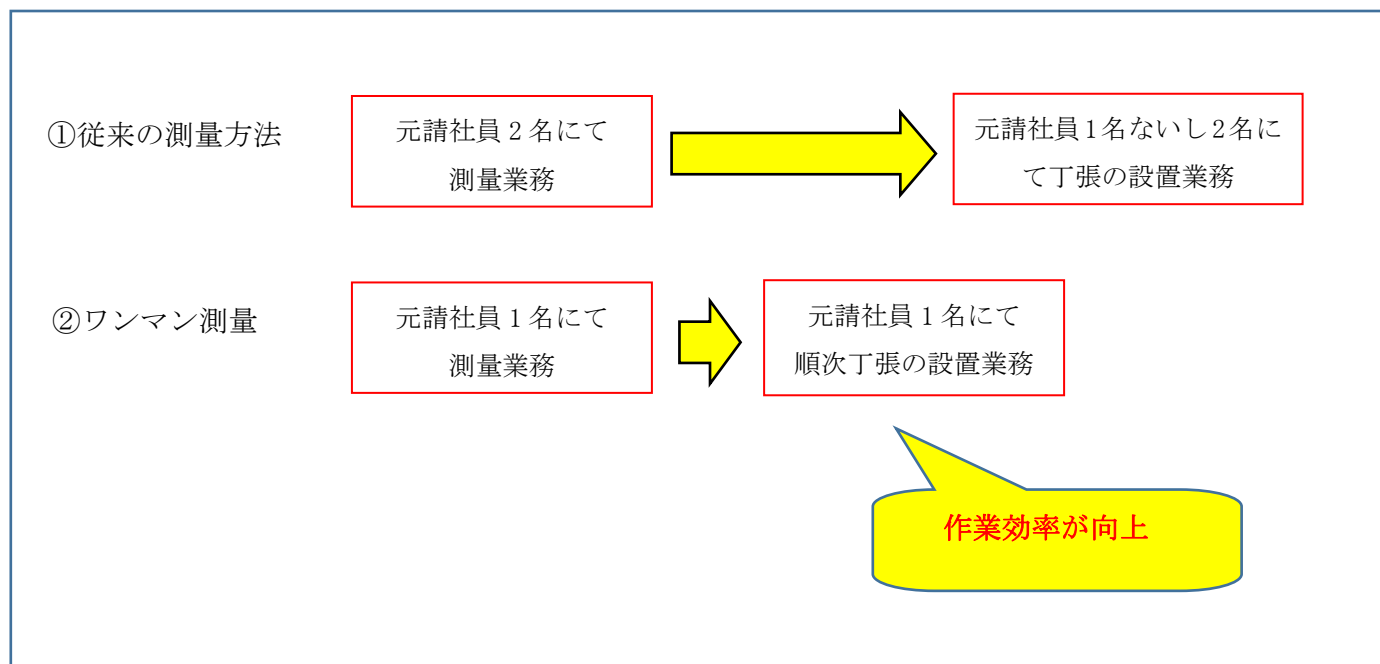 ①従来の測量方法
元請社員２名にて
測量業務
元請社員1名ないし2名に
て丁張の設置業務
②ワンマン測量
元請社員１名にて
測量業務
元請社員１名にて
順次丁張の設置業務
作業効率が向上